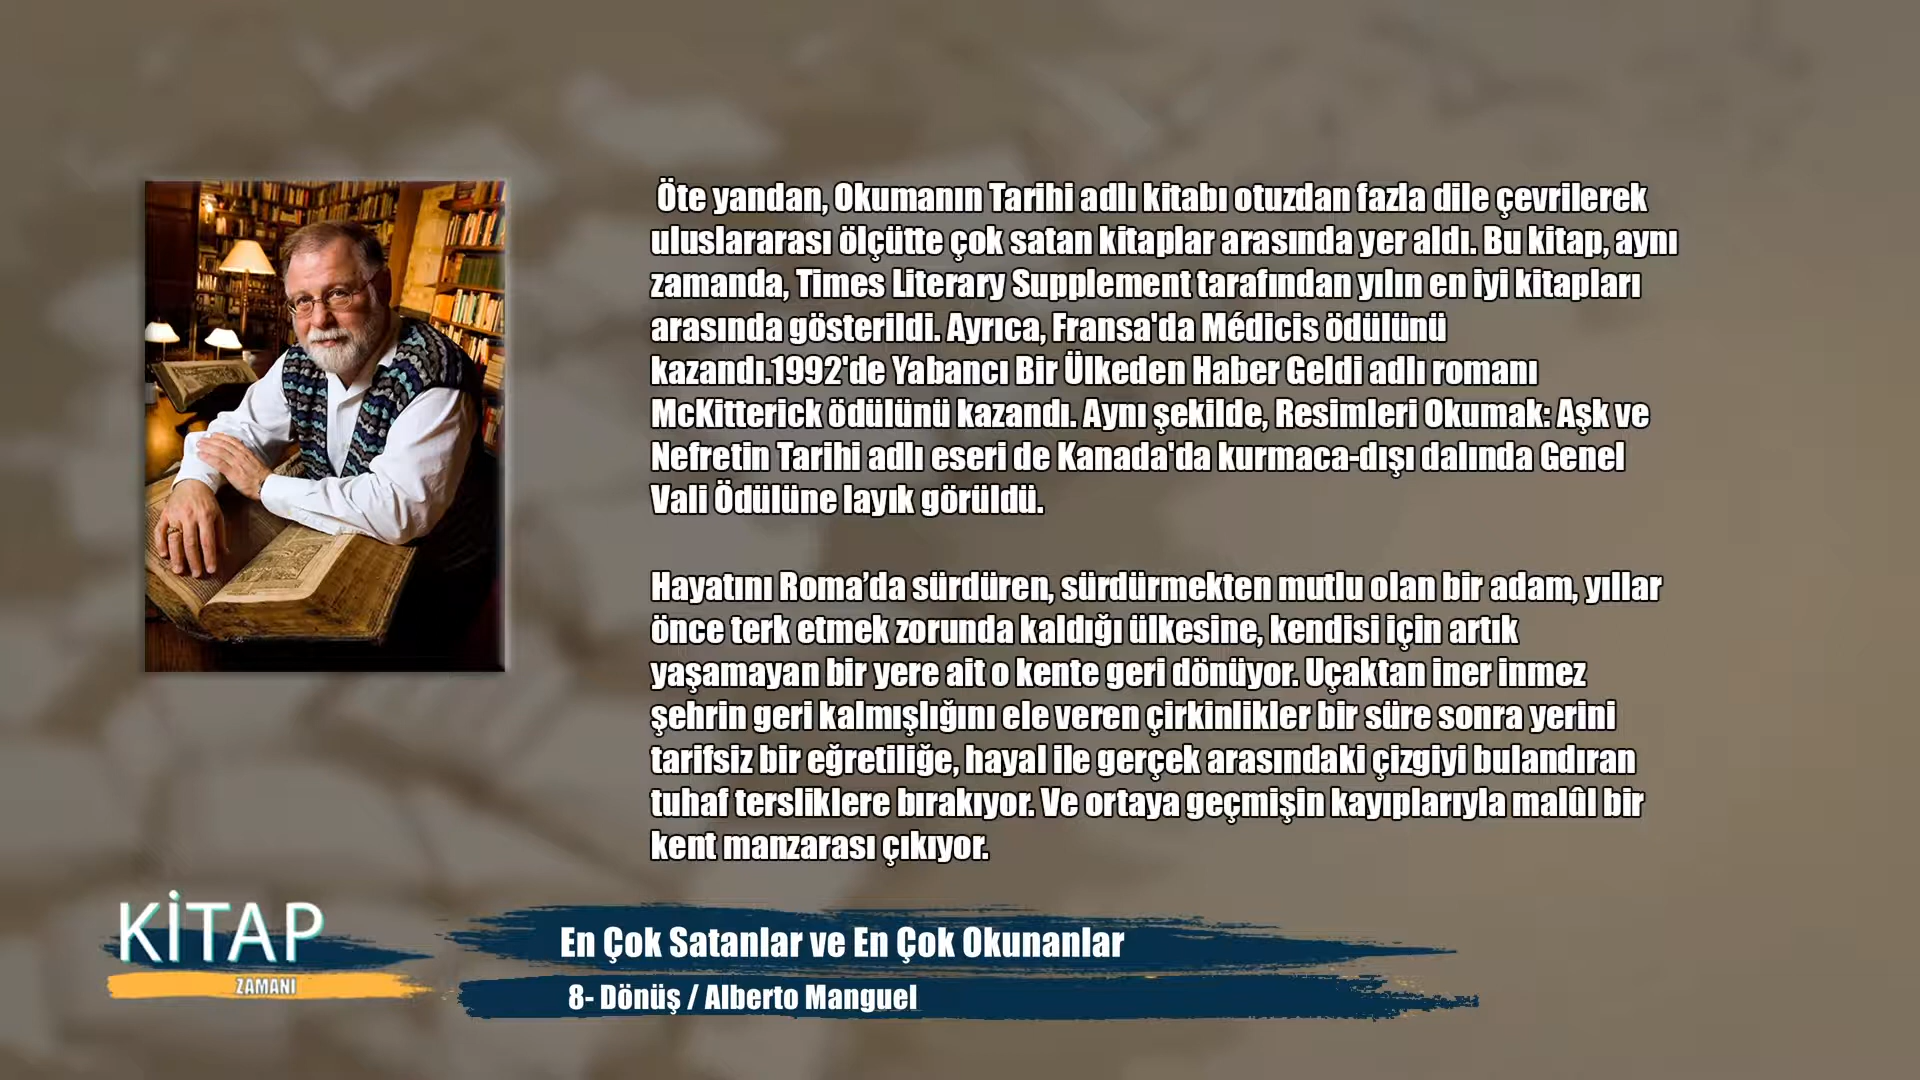 Öte yandan, Okumanın Tarihi adlı kitabı otuzdan fazla dile çevrilerek
uluslararası ölçütte çok satan kitaplar arasında yer aldı. Bu kitap, aynı
zamanda, Times Literary Supplement tarafından yılın en iyi kitapları
arasında gösterildi. Ayrıca, Fransa'da Médicis ödülünü
kazandı.1992'de Yabancı Bir Ülkeden Haber Geldi adlı romanı
McKitterick ödülünü kazandı. Aynı şekilde, Resimleri Okumak: Aşk ve
Nefretin Tarihi adlı eseri de Kanada'da kurmaca-dışı dalında Genel
Vali Ödülüne layık görüldü.
Hayatını Roma’da sürdüren, sürdürmekten mutlu olan bir adam, yıllar
önce terk etmek zorunda kaldığı ülkesine, kendisi için artık
yaşamayan bir yere ait o kente geri dönüyor. Uçaktan iner inmez
şehrin geri kalmışlığını ele veren çirkinlikler bir süre sonra yerini
tarifsiz bir eğretiliğe, hayal ile gerçek arasındaki çizgiyi bulandıran
tuhaf tersliklere bırakıyor. Ve ortaya geçmişin kayıplarıyla malûl bir
kent manzarası çıkıyor.
KİTAP
ZAMANI
En Çok Satanlar ve En Çok Okunanlar
8- Dönüş / Alberto Manguel